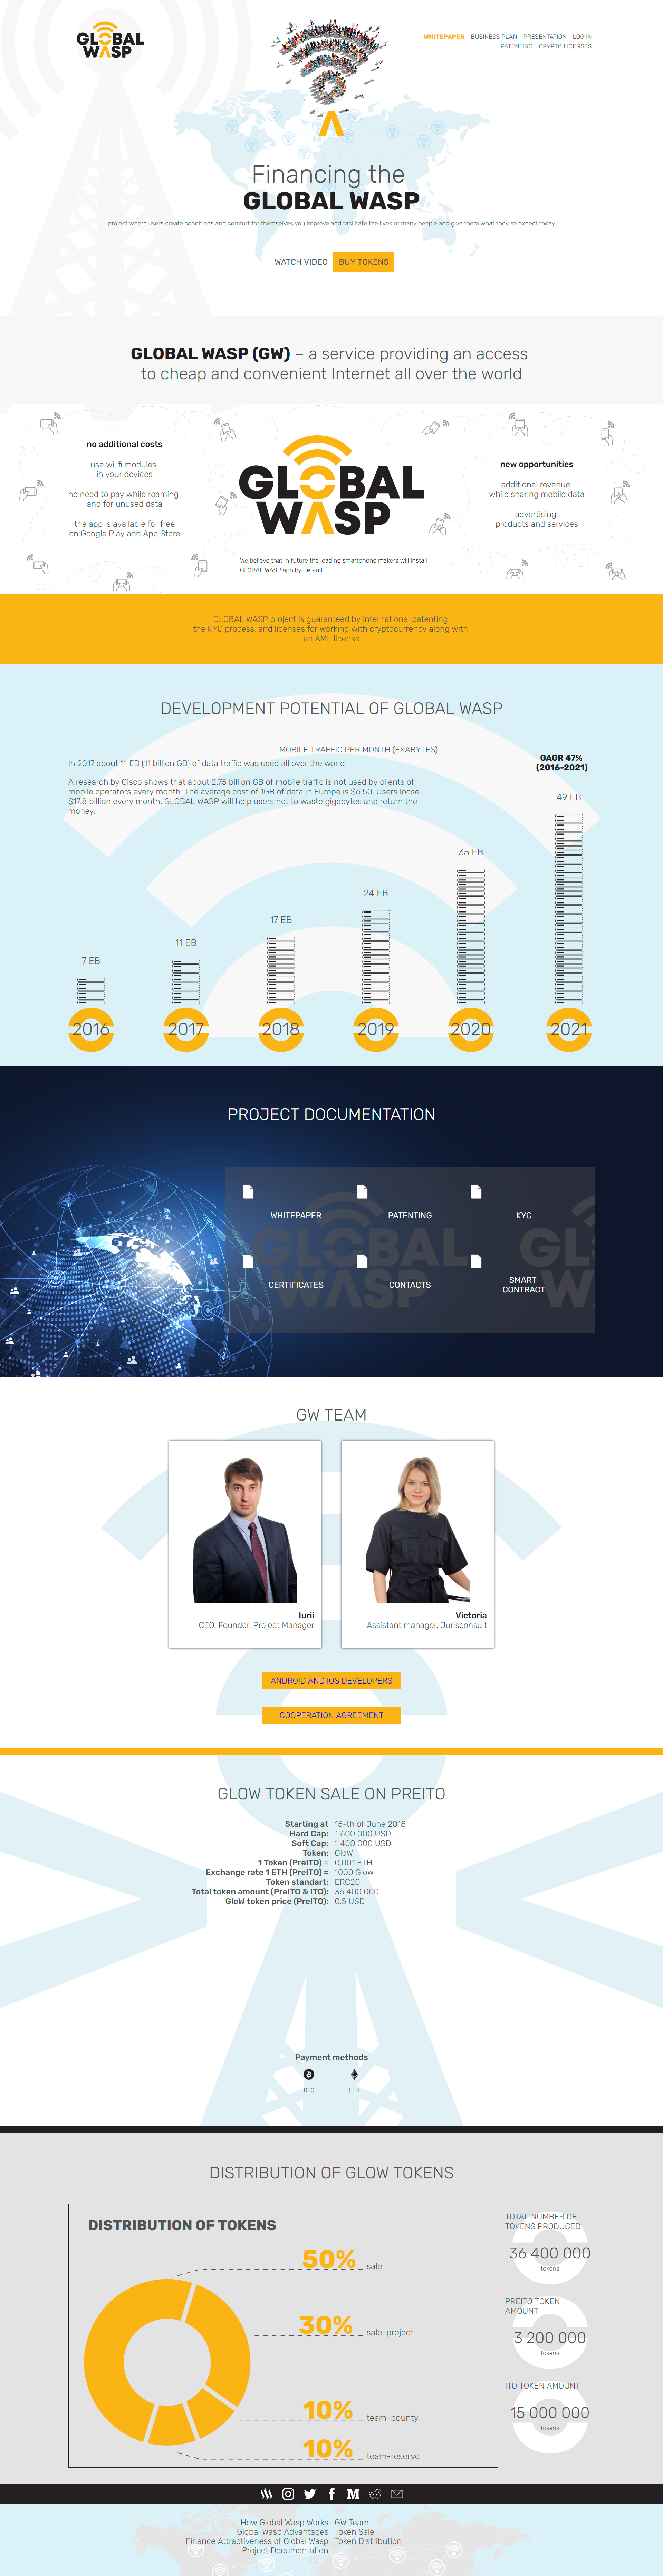 GLOBAL
WASP
WHITEPAPER BUSINESS PLAN PRESENTATION LOG IN
PATENTING CRYPTO LICENSES
Financing the
GLOBAL WASP
project where users create conditions and comfort for themselves you improve and facilitate the lives of many people and give them what they so expect today
WATCH VIDEO BUY TOKENS
GLOBAL WASP (GW) – a service providing an access
to cheap and convenient Internet all over the world
no additional costs
use wi-fi modules
in your devices
no need to pay while roaming
and for unused data
the app is available for free
on Google Play and App Store
GLOBAL
WASP
We believe that in future the leading smartphone makers will install
GLOBAL WASP app by default.
new opportunities
additional revenue
while sharing mobile data
advertising
products and services
GLOBAL WASP project is guaranteed by international patenting,
the KYC process, and licenses for working with cryptocurrency along with
an AML license
DEVELOPMENT POTENTIAL OF GLOBAL WASP
MOBILE TRAFFIC PER MONTH (EXABYTES)
In 2017 about 11 EB (11 billion GB) of data traffic was used all over the world
A research by Cisco shows that about 2.75 billion GB of mobile traffic is not used by clients of
mobile operators every month. The average cost of 1GB of data in Europe is $6.50. Users loose
$17.8 billion every month. GLOBAL WASP will help users not to waste gigabytes and return the
money.
GAGR 47%
(2016-2021)
7 EB
11 EB
17 EB
24 EB
35 EB
49 EB
2016 2017 2018 2019 2020 2021
PROJECT DOCUMENTATION
WHITEPAPER PATENTING KYC
CERTIFICATES CONTACTS SMART
CONTRACT
GLOBAL
WASP
GL
W
GW TEAM
Iurii
CEO, Founder, Project Manager
Victoria
Assistant manager, Jurisconsult
ANDROID AND IOS DEVELOPERS
COOPERATION AGREEMENT
GLOW TOKEN SALE ON PREITO
Starting at 15-th of June 2018
Hard Cap: 1 600 000 USD
Soft Cap: 1 400 000 USD
Token: GloW
1 Token (PreITO) = 0,001 ETH
Exchange rate 1 ETH (PreITO) = 1000 GloW
Token standart: ERC20
Total token amount (PreITO & ITO): 36 400 000
GloW token price (PreITO): 0,5 USD
Payment methods
BTC ETH
DISTRIBUTION OF GLOW TOKENS
DISTRIBUTION OF TOKENS
50% sale
30% sale-project
10% team-bounty
10% team-reserve
TOTAL NUMBER OF
TOKENS PRODUCED
36 400 000
tokens
PREITO TOKEN
AMOUNT
3 200 000
tokens
ITO TOKEN AMOUNT
15 000 000
tokens
How Global Wasp Works GW Team
Global Wasp Advantages Token Sale
Finance Attractiveness of Global Wasp Token Distribution
Project Documentation